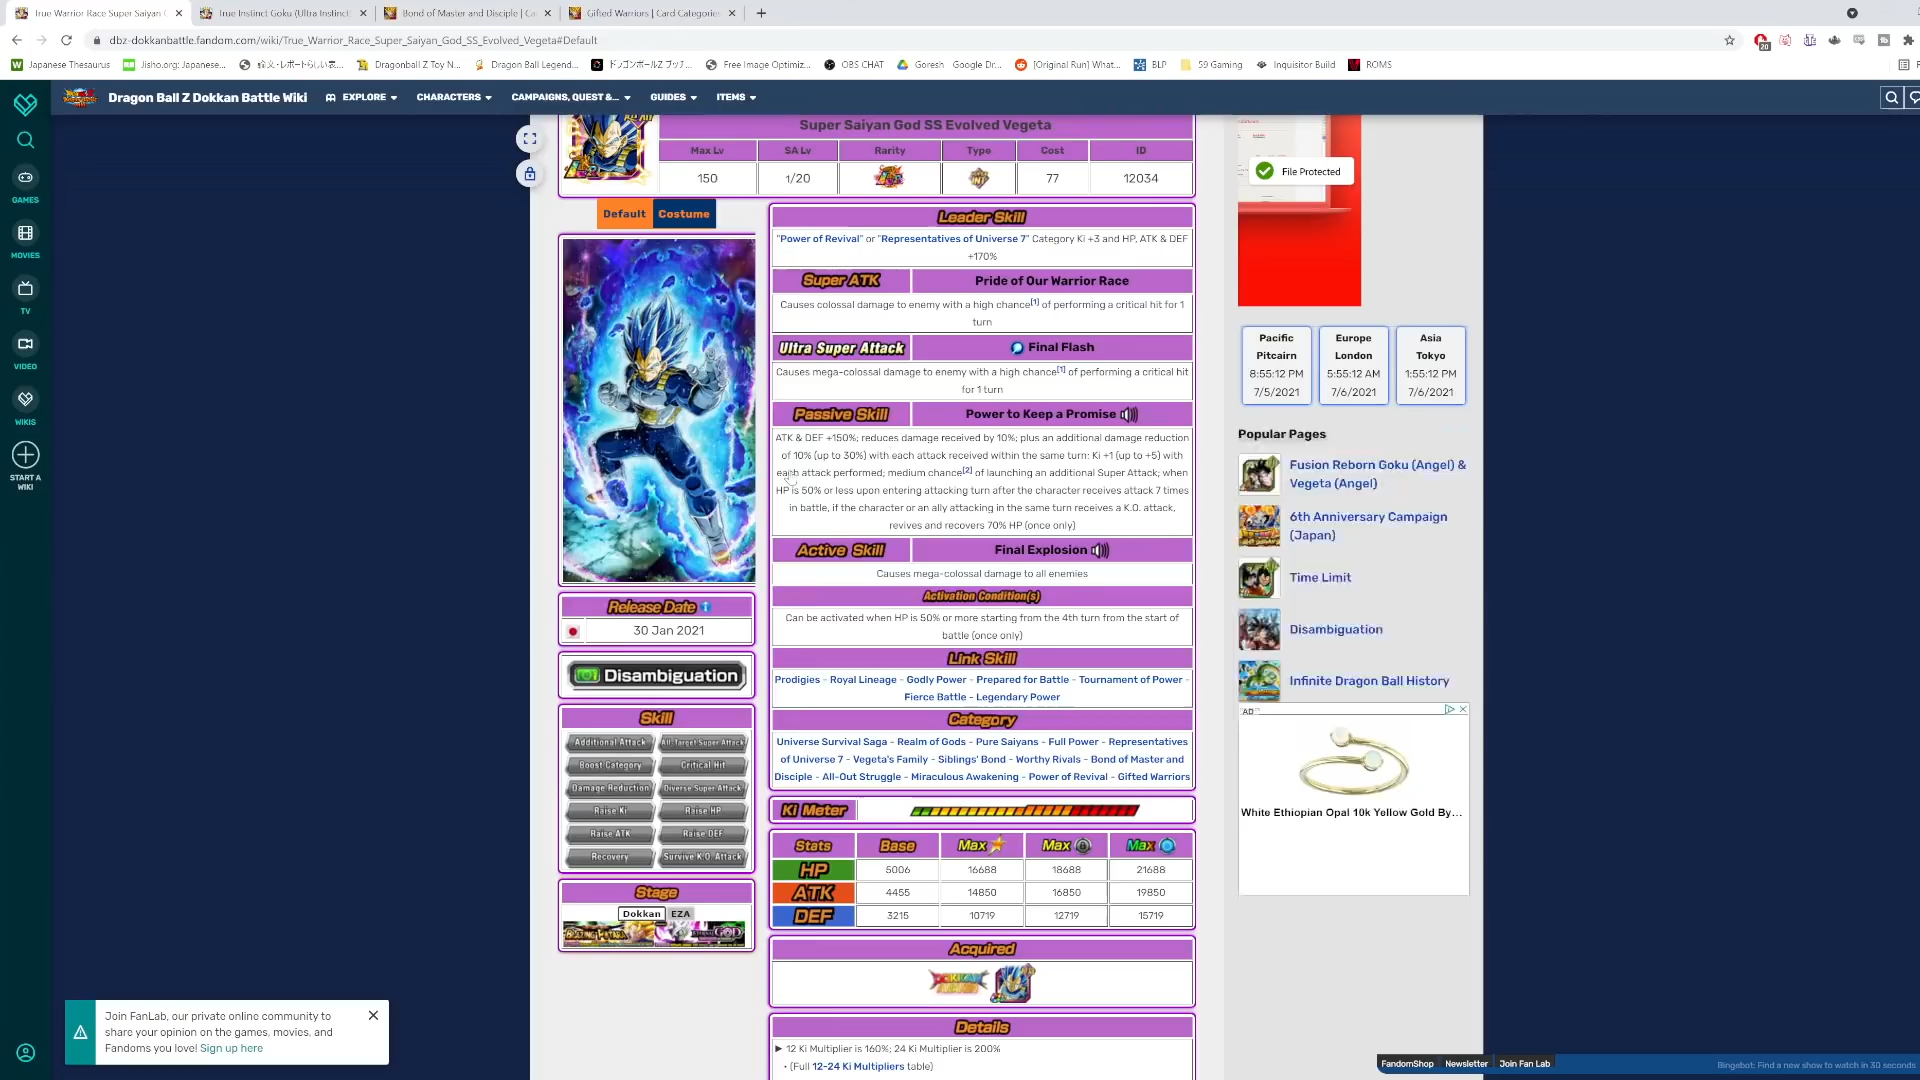 True Warrior Race Super Saiyan
True Instinct Goku (Ultra Instinct
Bond of Master and Disciple | Ca
Gifted Warriors | Card Categories
dbz-dokkanbattle.fandom.com/wiki/True_Warrior_Race_Super_Saiyan_God_SS_Evolved_Vegeta#Default
20
Japanese Thesaurus
Jisho.org: Japanese...
論文・レポートらしい表...
Dragonball Z Toy N...
Dragon Ball Legend...
ドラゴンボールZ ブッチ...
Free Image Optimiz...
OBS CHAT
Goresh
Google Dr...
[Original Run] What...
BLP
59 Gaming
Inquisitor Build
ROMS
Dragon Ball Z Dokkan Battle Wiki
EXPLORE
CHARACTERS
CAMPAIGNS, QUEST &...
GUIDES
ITEMS
GAMES
MOVIES
TV
VIDEO
WIKIS
START A
WIKI
Super Saiyan God SS Evolved Vegeta
Max Lv
SA Lv
Rarity
Type
Cost
ID
150
1/20
77
12034
Default
Costume
Leader Skill
"Power of Revival" or "Representatives of Universe 7" Category Ki +3 and HP, ATK & DEF
+170%
Super ATK
Pride of Our Warrior Race
Causes colossal damage to enemy with a high chance[1] of performing a critical hit for 1
turn
Ultra Super Attack
Final Flash
Causes mega-colossal damage to enemy with a high chance[1] of performing a critical hit
for 1 turn
Passive Skill
Power to Keep a Promise
ATK & DEF +150%; reduces damage received by 10%; plus an additional damage reduction
of 10% (up to 30%) with each attack received within the same turn: Ki +1 (up to +5) with
each attack performed; medium chance[2] of launching an additional Super Attack; when
HP is 50% or less upon entering attacking turn after the character receives attack 7 times
in battle, if the character or an ally attacking in the same turn receives a K.O. attack,
revives and recovers 70% HP (once only)
Active Skill
Final Explosion
Causes mega-colossal damage to all enemies
Activation Condition(s)
Can be activated when HP is 50% or more starting from the 4th turn from the start of
battle (once only)
Link Skill
Prodigies - Royal Lineage - Godly Power - Prepared for Battle - Tournament of Power -
Fierce Battle - Legendary Power
Category
Universe Survival Saga - Realm of Gods - Pure Saiyans - Full Power - Representatives
of Universe 7 - Vegeta's Family - Siblings' Bond - Worthy Rivals - Bond of Master and
Disciple - All-Out Struggle - Miraculous Awakening - Power of Revival - Gifted Warriors
Ki Meter
Stats
Base
Max
Max
Max
HP
5006
16688
18688
21688
ATK
4455
14850
16850
19850
DEF
3215
10719
12719
15719
Acquired
Details
► 12 Ki Multiplier is 160%; 24 Ki Multiplier is 200%
• (Full 12-24 Ki Multipliers table)
Release Date
30 Jan 2021
Disambiguation
Skill
Additional Attack
All-Target Super Attack
Boost Category
Critical Hit
Damage Reduction
Diverse Super Attack
Raise Ki
Raise HP
Raise ATK
Raise DEF
Recovery
Survive K.O. Attack
Stage
Dokkan
EZA
File Protected
Pacific
Pitcairn
8:55:12 PM
7/5/2021
Europe
London
5:55:12 AM
7/6/2021
Asia
Tokyo
1:55:12 PM
7/6/2021
Popular Pages
Fusion Reborn Goku (Angel) &
Vegeta (Angel)
6th Anniversary Campaign
(Japan)
Time Limit
Disambiguation
Infinite Dragon Ball History
AD
White Ethiopian Opal 10k Yellow Gold By...
Join FanLab, our private online community to
share your opinion on the games, movies, and
Fandoms you love! Sign up here
FandomShop
Newsletter
Join Fan Lab
Bingebot: Find a new show to watch in 30 seconds